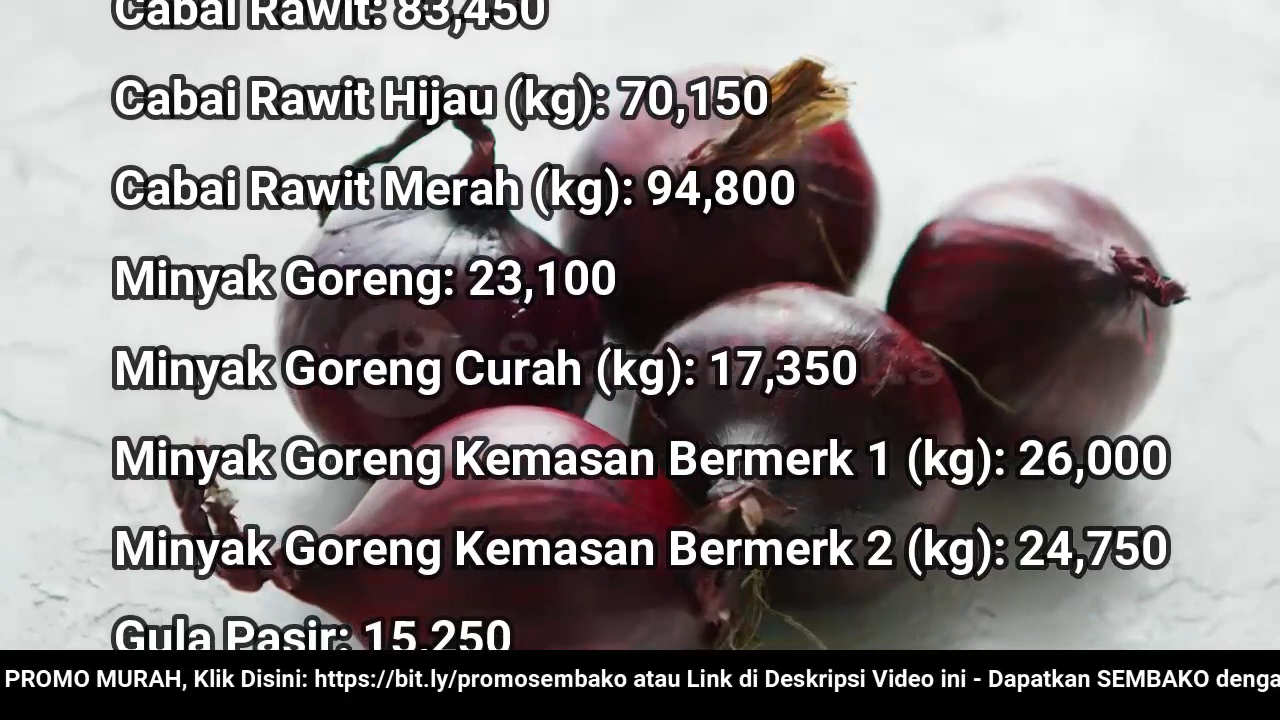 Cabai Rawit: 83,450
Cabai Rawit Hijau (kg): 70,150
Cabai Rawit Merah (kg): 94,800
Minyak Goreng: 23,100
Minyak Goreng Curah (kg): 17,350
Minyak Goreng Kemasan Bermerk 1 (kg): 26,000
Minyak Goreng Kemasan Bermerk 2 (kg): 24,750
Gula Pasir: 15,250
PROMO MURAH, Klik Disini: https://bit.ly/promosembako atau Link di Deskripsi Video ini - Dapatkan SEMBAKO denga